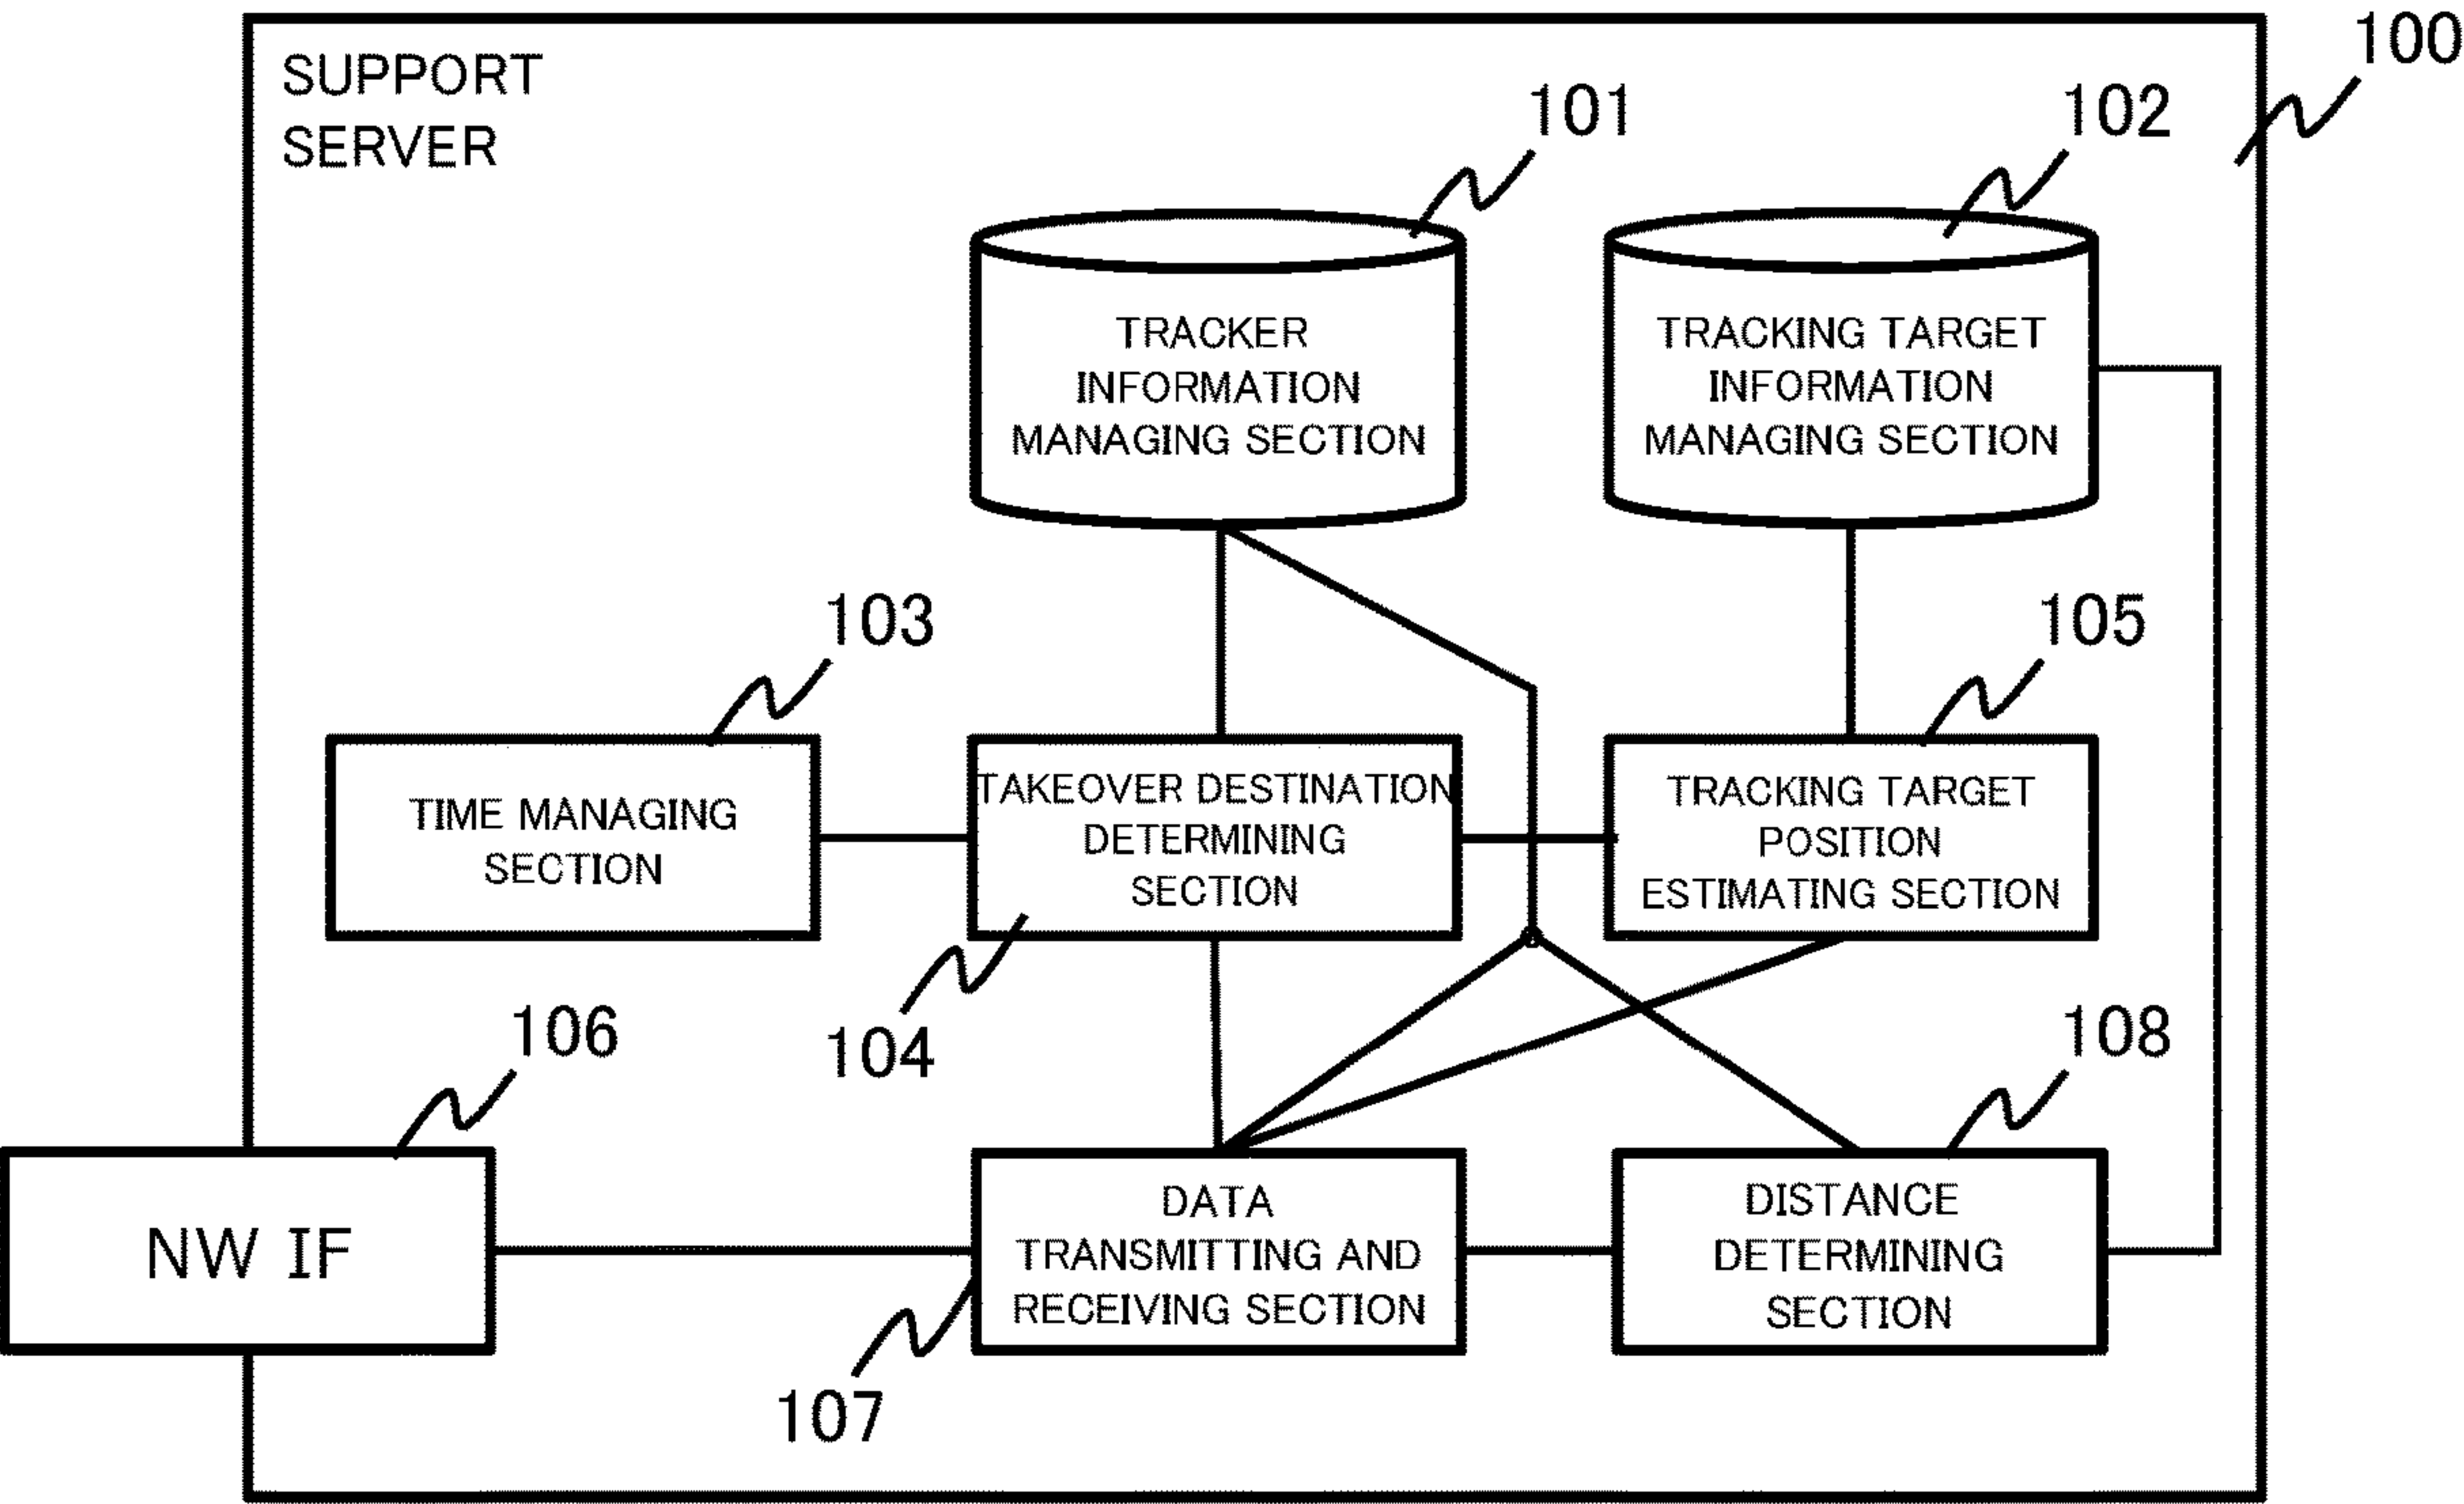 100
SUPPORT
SERVER
101
102
TRACKER
INFORMATION
MANAGING SECTION
TRACKING TARGET
INFORMATION
MANAGING SECTION
103
105
TIME MANAGING
SECTION
TAKEOVER DESTINATION
DETERMINING
SECTION
TRACKING TARGET
POSITION
ESTIMATING SECTION
104
106
108
NW IF
DATA
TRANSMITTING AND
RECEIVING SECTION
DISTANCE
DETERMINING
SECTION
107